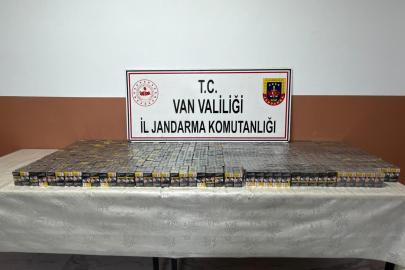 T.C.
VAN VALİLİĞİ
İL JANDARMA KOMUTANLIĞI